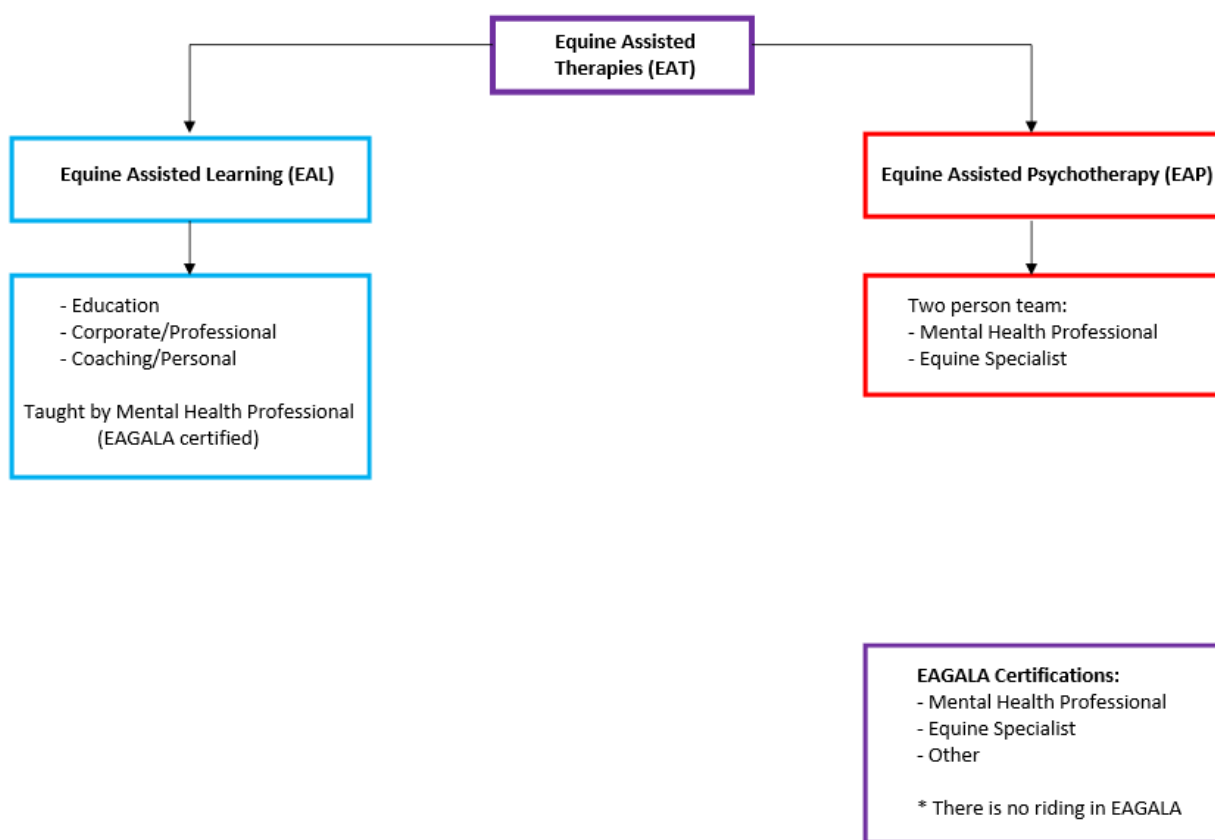 Equine Assisted
Therapies (EAT)
Equine Assisted Learning (EAL)
Equine Assisted Psychotherapy (EAP)
- Education
- Corporate/Professional
- Coaching/Personal
Taught by Mental Health Professional
(EAGALA certified)
Two person team:
- Mental Health Professional
- Equine Specialist
EAGALA Certifications:
- Mental Health Professional
- Equine Specialist
- Other
* There is no riding in EAGALA